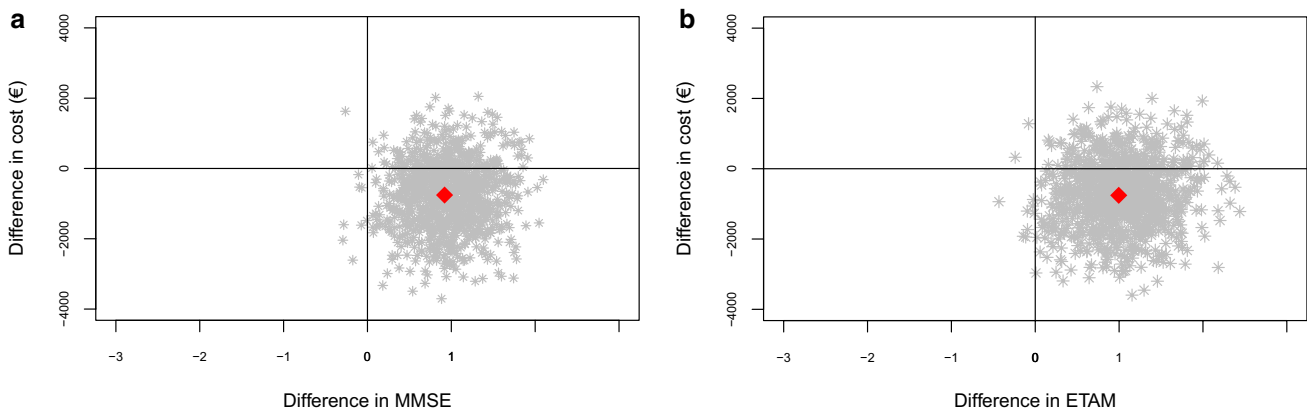 a
Difference in cost (€)
4000
2000
0
−2000
−4000
−3 −2 −1 0 1
Difference in MMSE
b
Difference in cost (€)
4000
2000
0
−2000
−4000
−3 −2 −1 0 1
Difference in ETAM